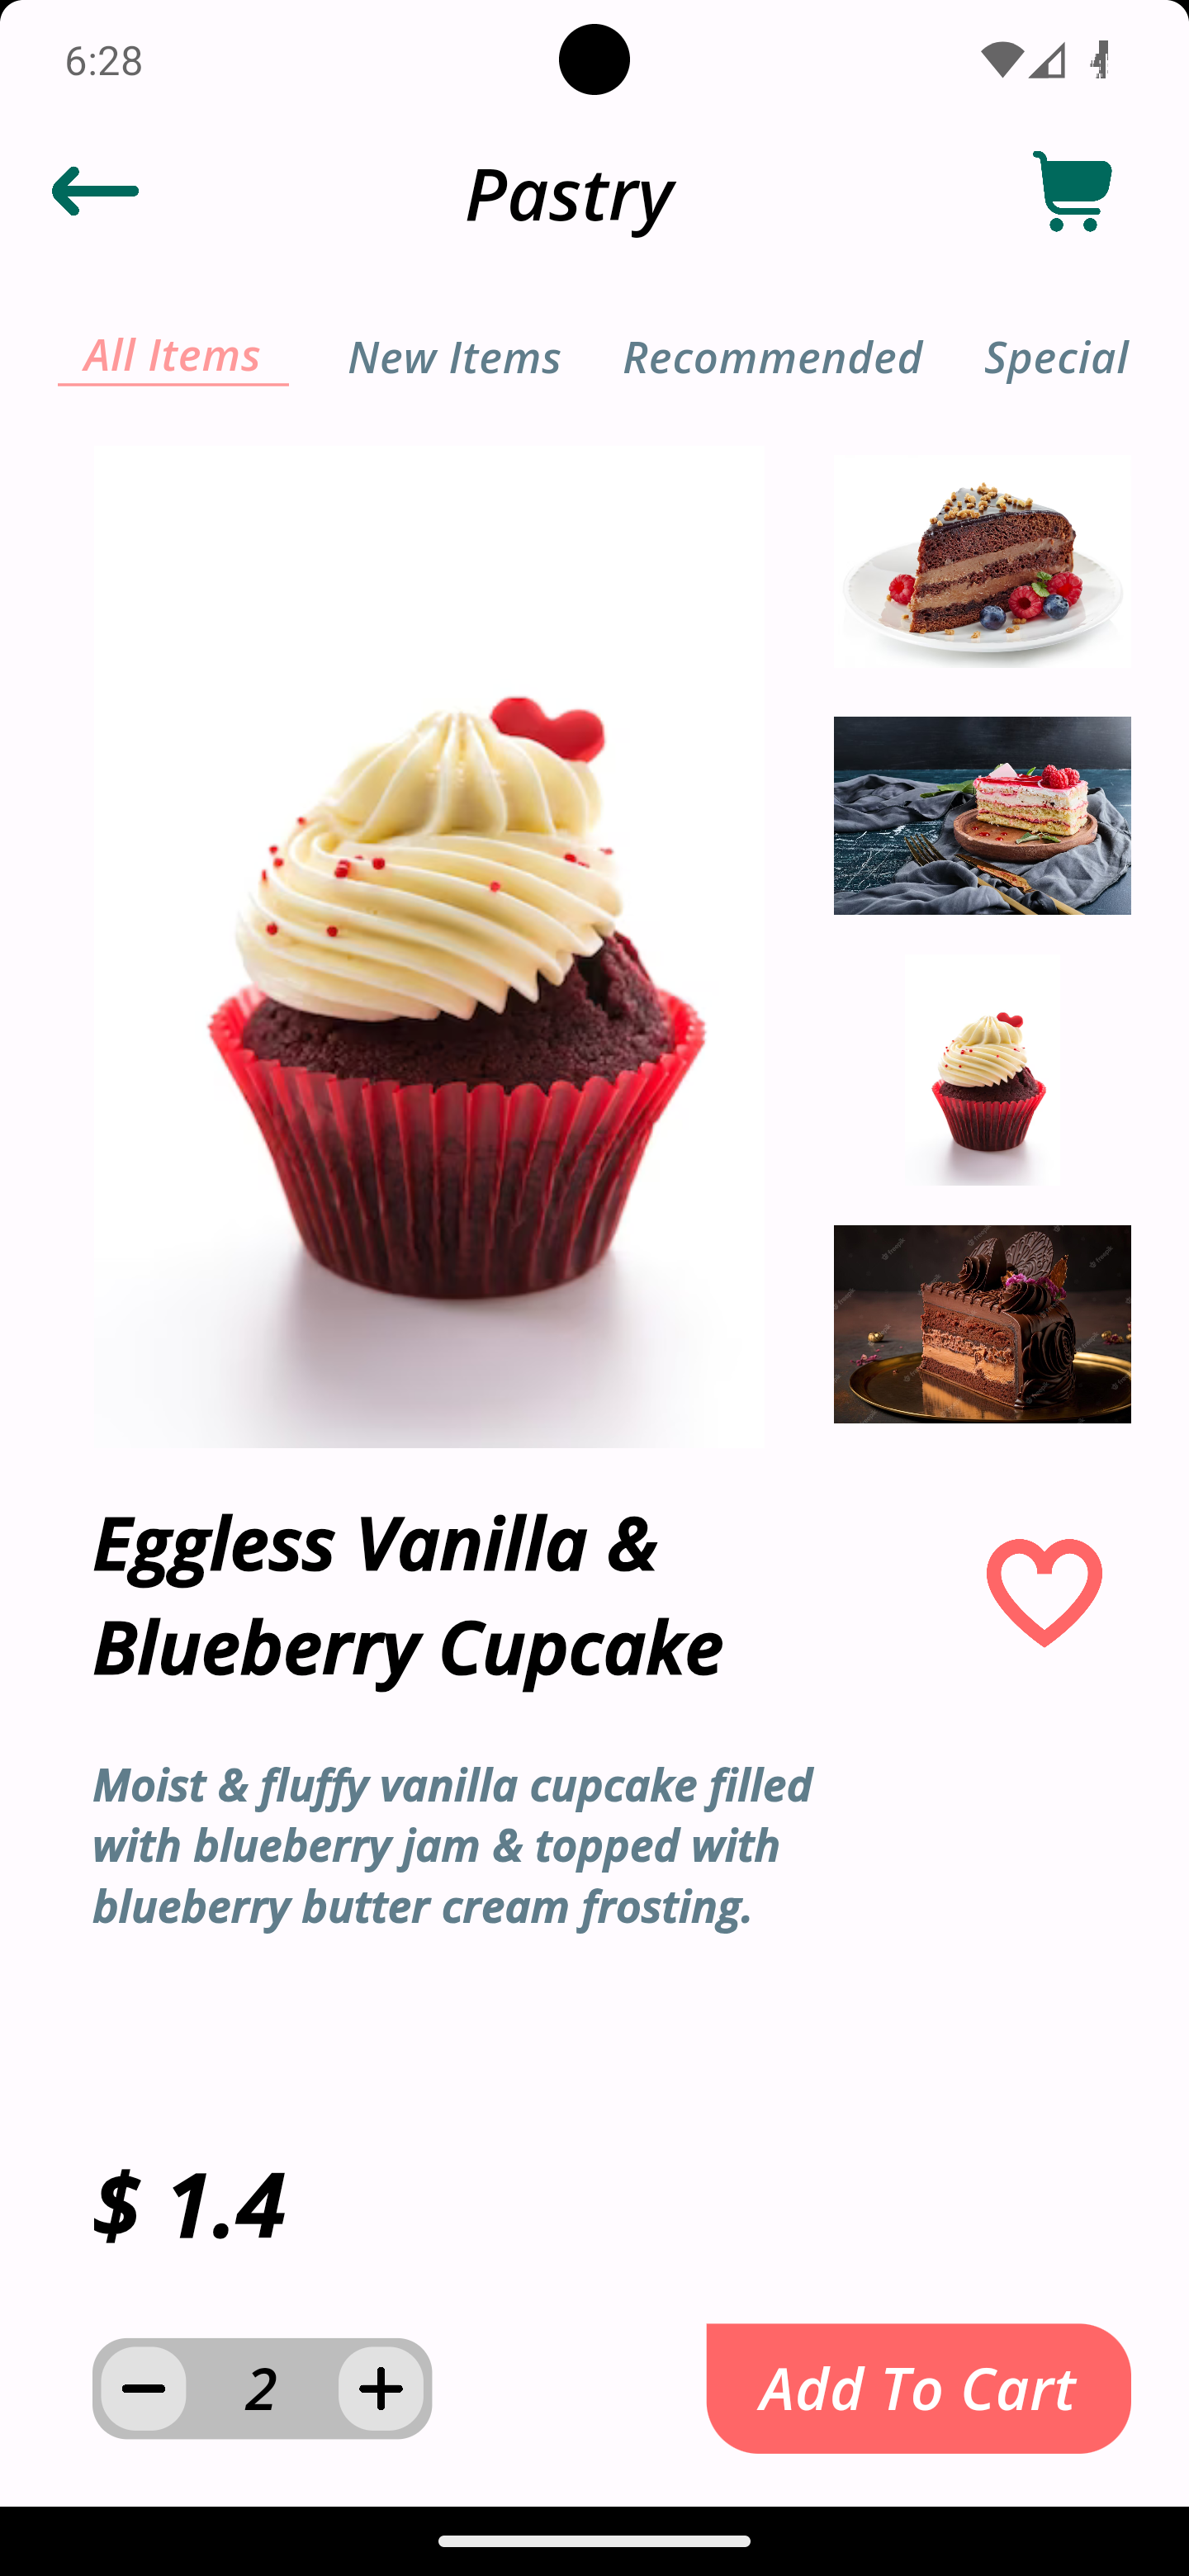 6:28
Pastry
All Items New Items Recommended Special
Eggless Vanilla &
Blueberry Cupcake
Moist & fluffy vanilla cupcake filled
with blueberry jam & topped with
blueberry butter cream frosting.
$ 1.4
2
Add To Cart